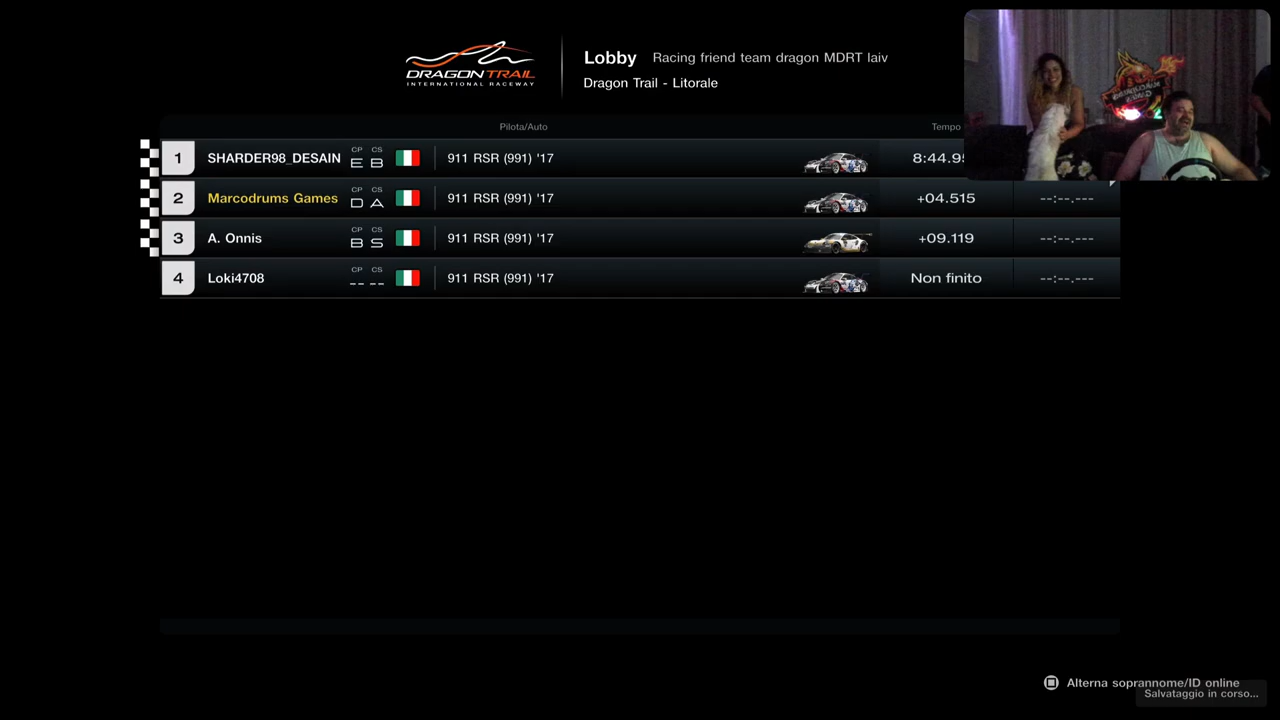 DRAGON TRAIL
INTERNATIONAL RACEWAY
Lobby Racing friend team dragon MDRT laiv
Dragon Trail - Litorale
Pilota/Auto Tempo
1 SHARDER98_DESAIN CP E CS B 911 RSR (991) '17
2 Marcodrums Games CP D CS A 911 RSR (991) '17 +04.515 --:--.---
3 A. Onnis CP B CS S 911 RSR (991) '17 +09.119 --:--.---
4 Loki4708 CP -- CS -- 911 RSR (991) '17 Non finito --:--.---
Alterna soprannome/ID online
Salvataggio in corso...